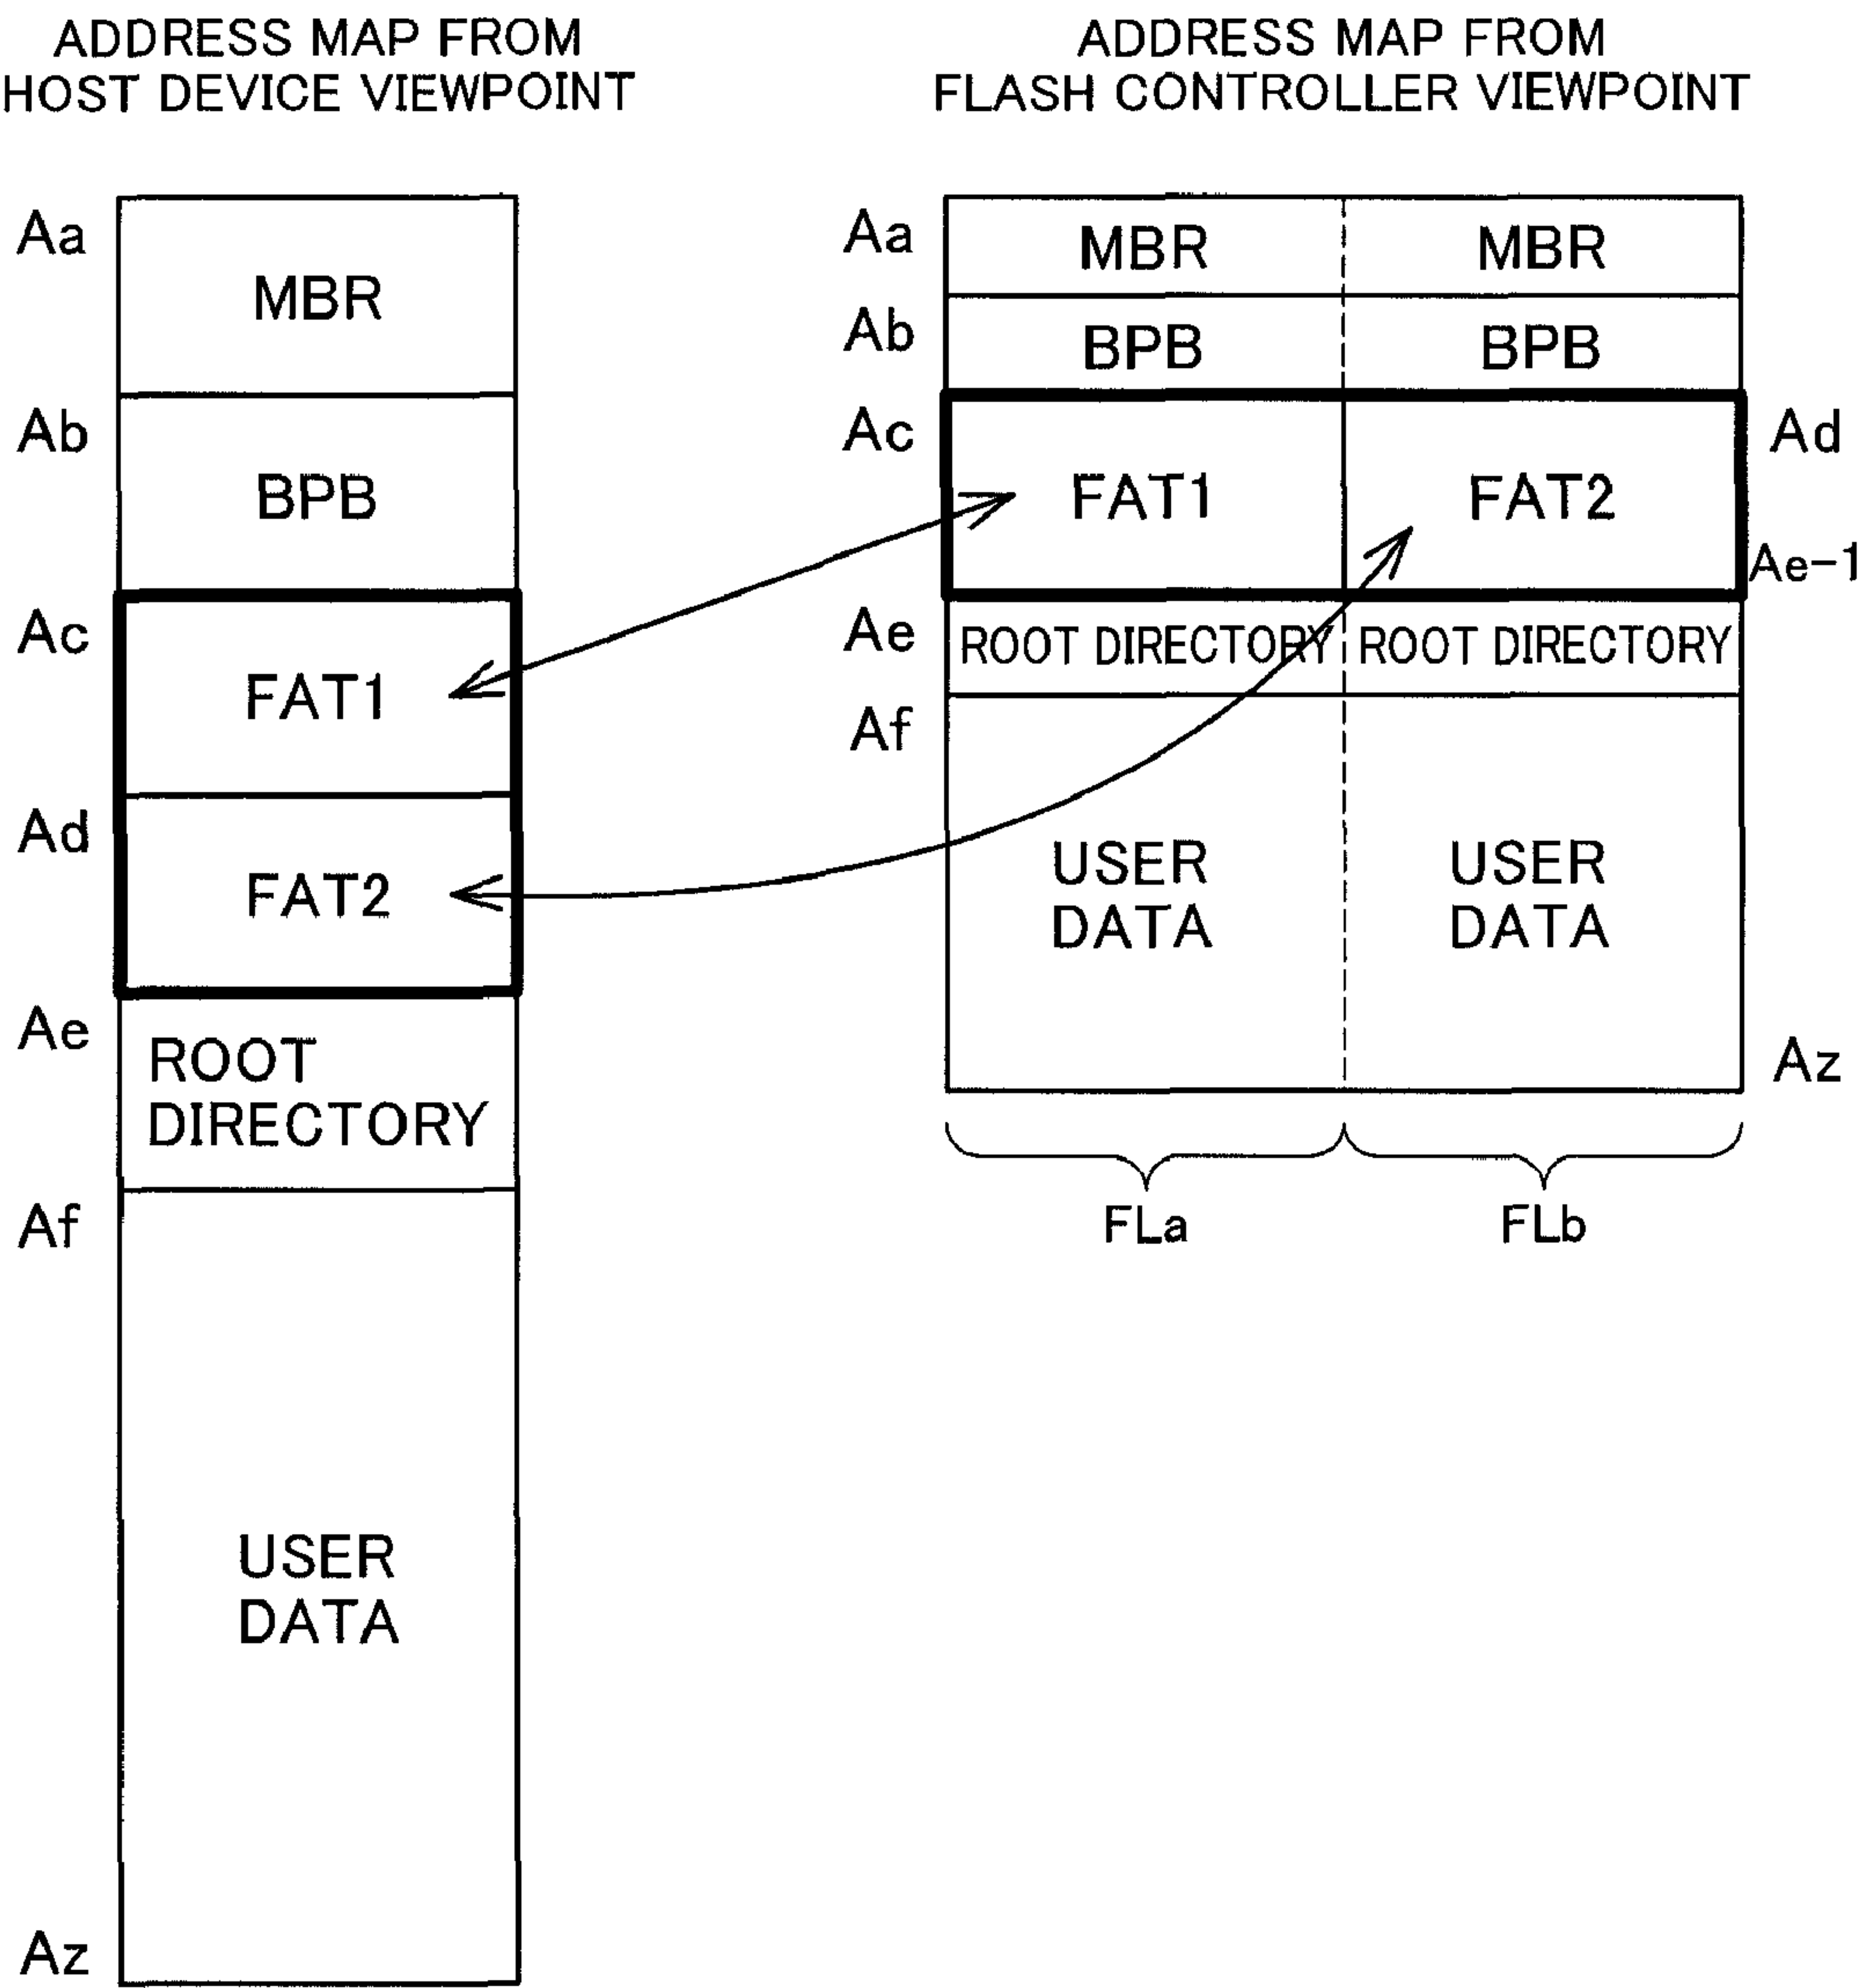 ADDRESS MAP FROM
HOST DEVICE VIEWPOINT
Aa
MBR
Ab
BPB
Ac
FAT1
Ad
FAT2
Ae
ROOT
DIRECTORY
Af
USER
DATA
Az
ADDRESS MAP FROM
FLASH CONTROLLER VIEWPOINT
Aa
MBR
MBR
Ab
BPB
BPB
Ac
FAT1
FAT2
Ad
Ae-1
Ae
ROOT DIRECTORY
ROOT DIRECTORY
Af
USER
DATA
USER
DATA
Az
FLa
FLb